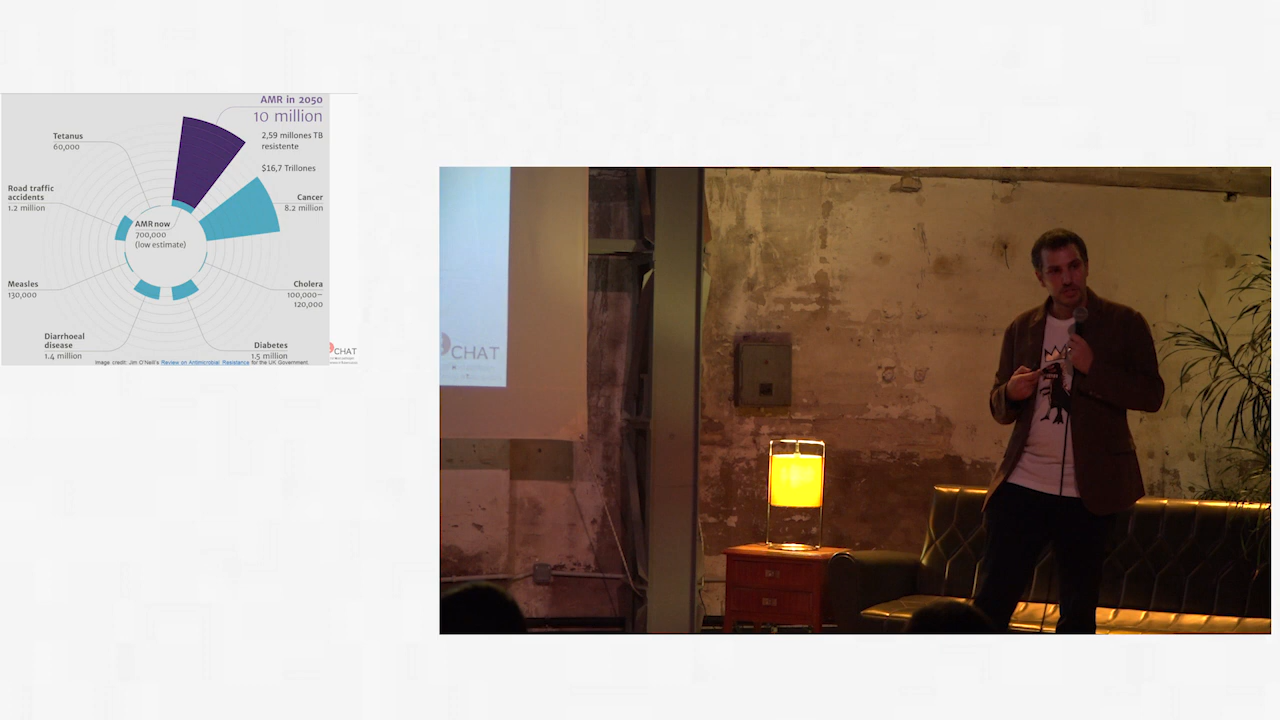 AMR in 2050
10 million
2,59 millones TB
resistente
$16,7 Trillones
Tetanus
60,000
Road traffic
accidents
1.2 million
Cancer
8.2 million
AMR now
700,000
(low estimate)
Measles
130,000
Cholera
100,000–
120,000
Diarrhoeal
disease
1.4 million
Diabetes
1.5 million
Image credit: Jim O'Neill's Review on Antimicrobial Resistance for the UK Government.
CHAT
CHAT